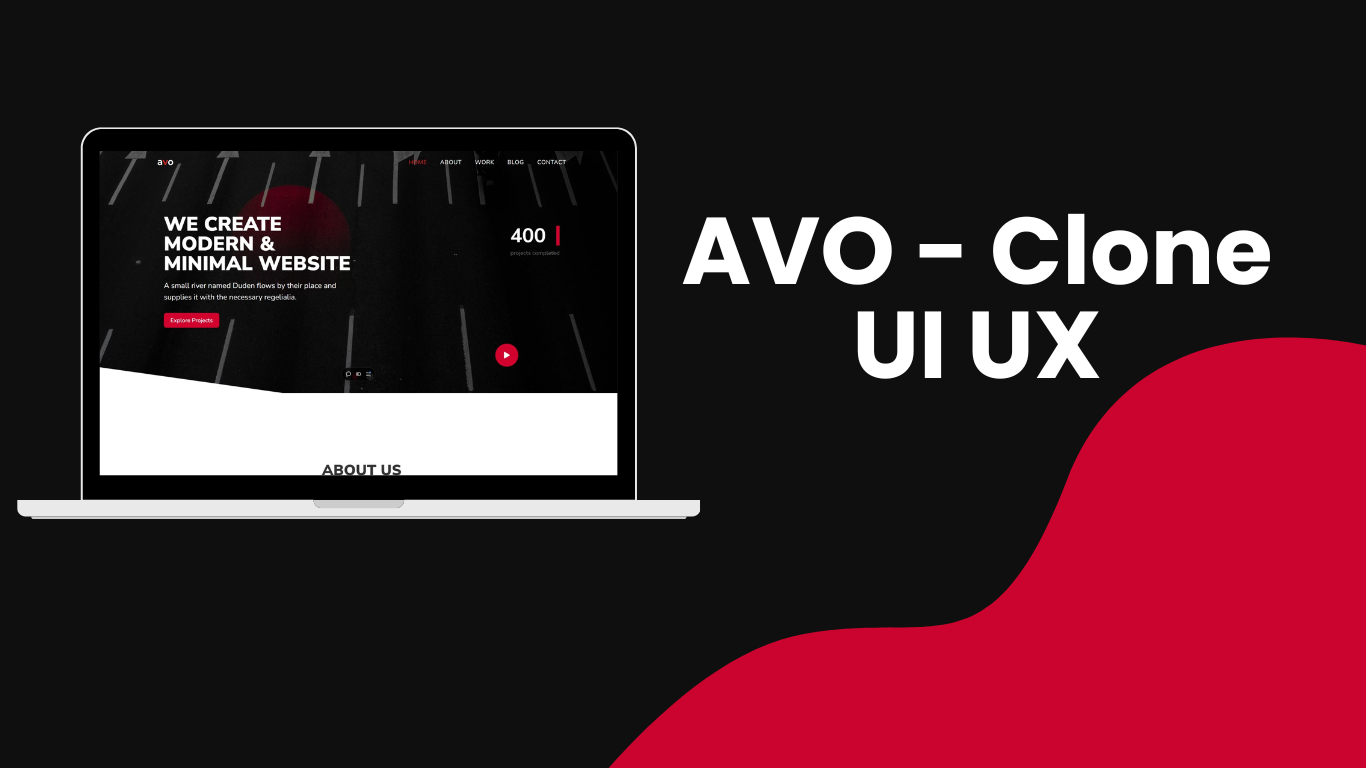 avo
HOME ABOUT WORK BLOG CONTACT
WE CREATE
MODERN &
MINIMAL WEBSITE
A small river named Duden flows by their place and
supplies it with the necessary regelialia.
Explore Projects
400
projects completed
ABOUT US
AVO - Clone
UI UX